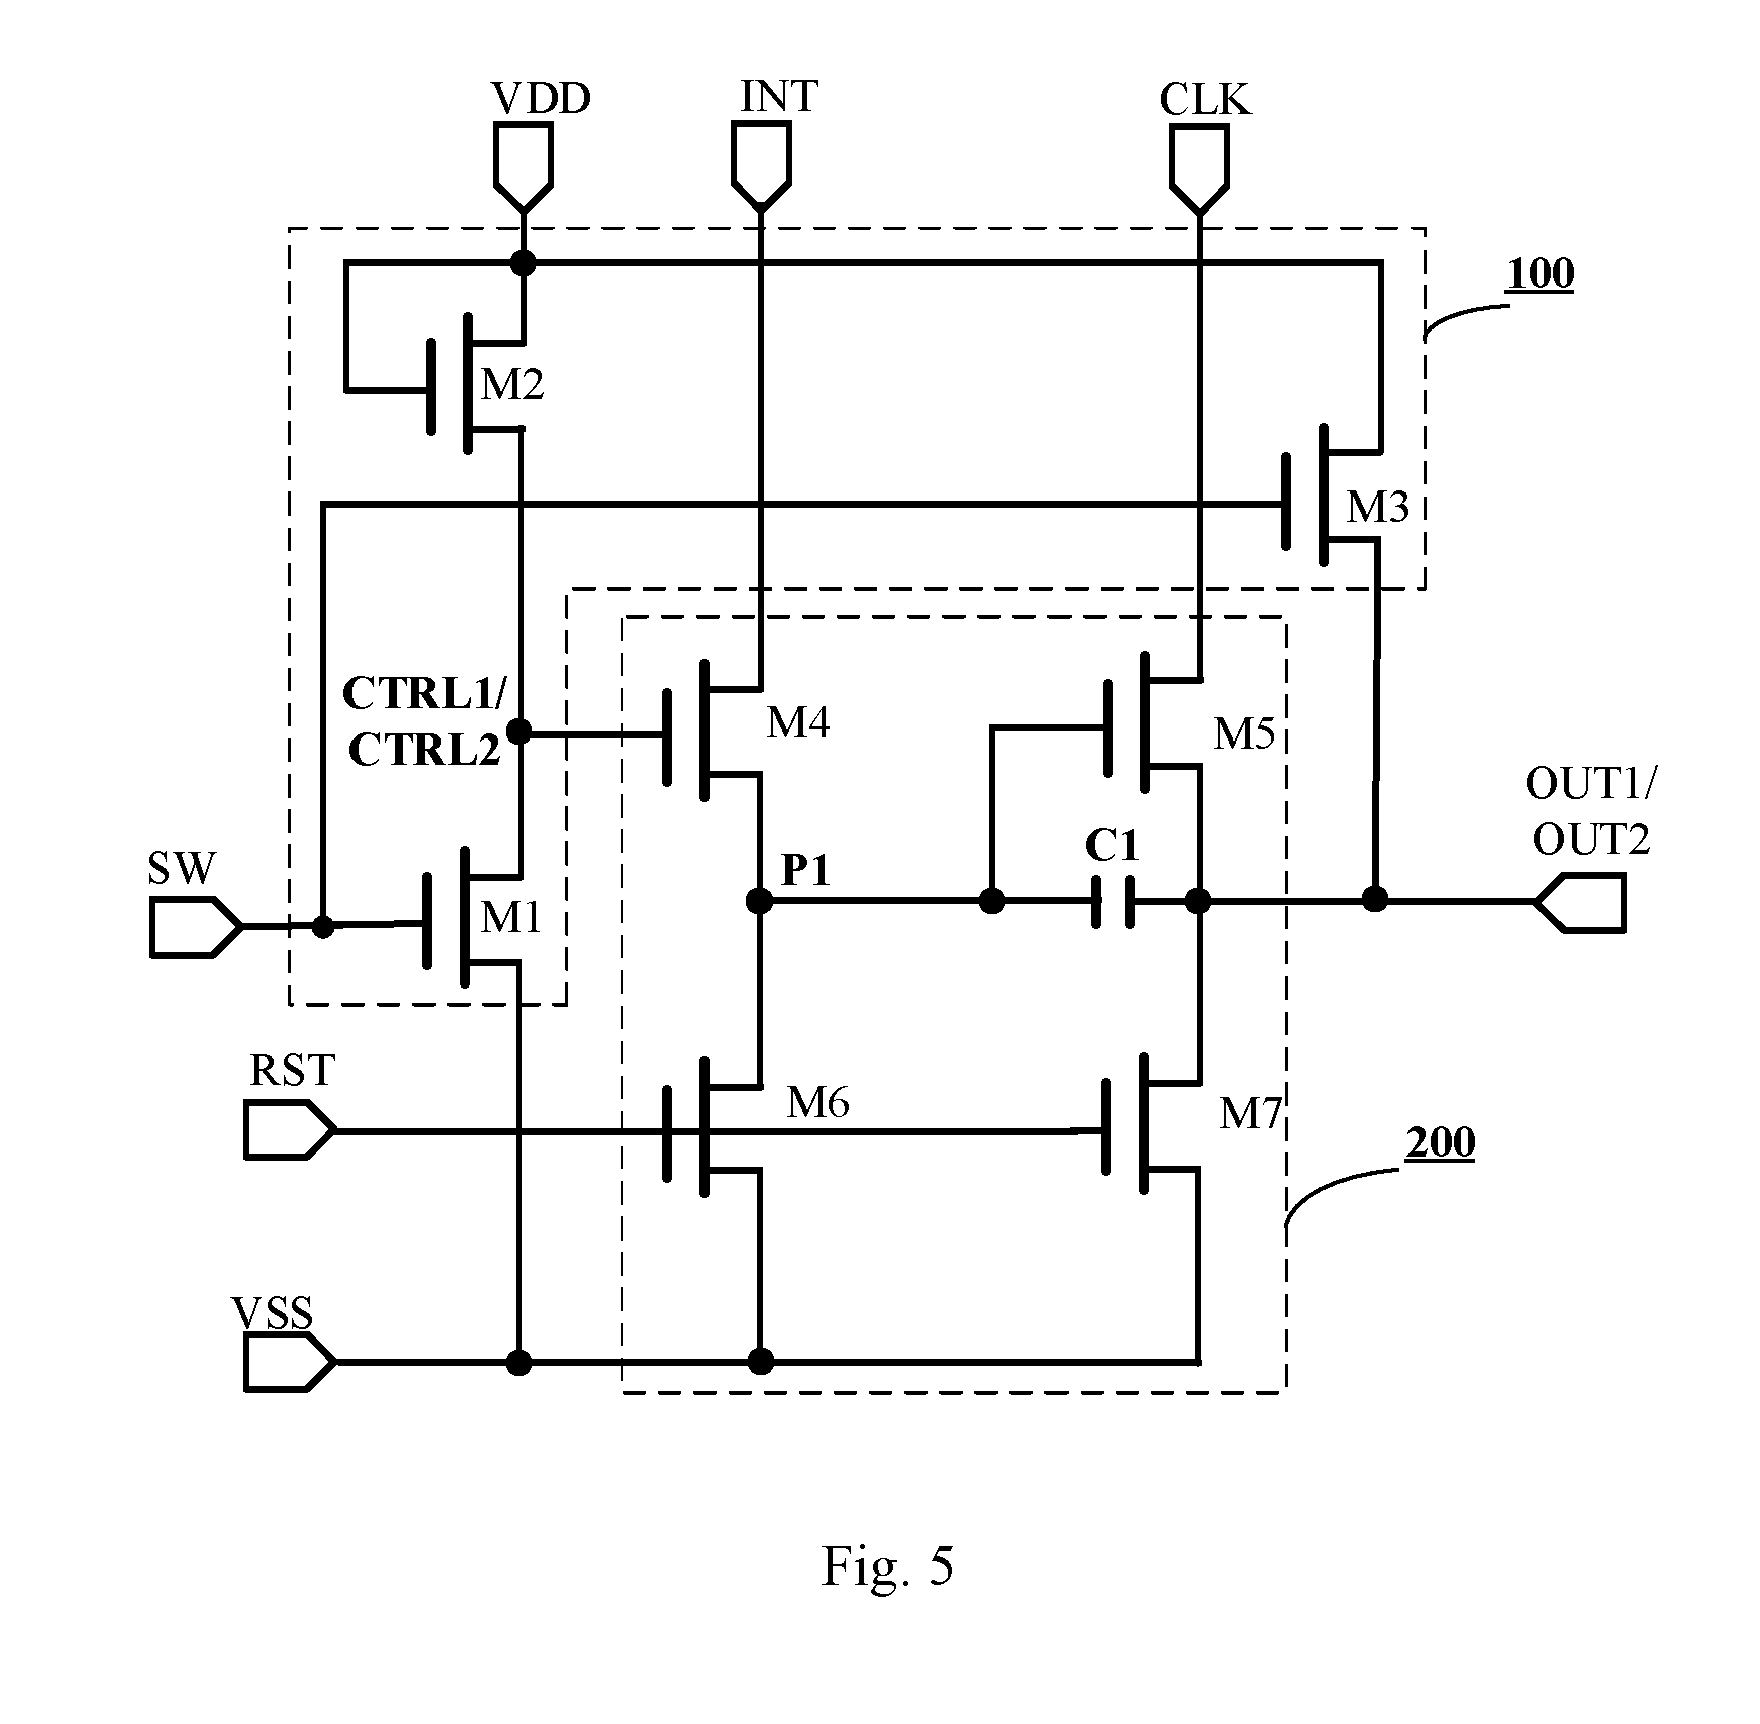 VDD
INT
CLK
100
M2
M3
CTRL1/
CTRL2
M4
M5
OUT1/
OUT2
C1
P1
SW
M1
RST
M6
M7
200
VSS
Fig. 5